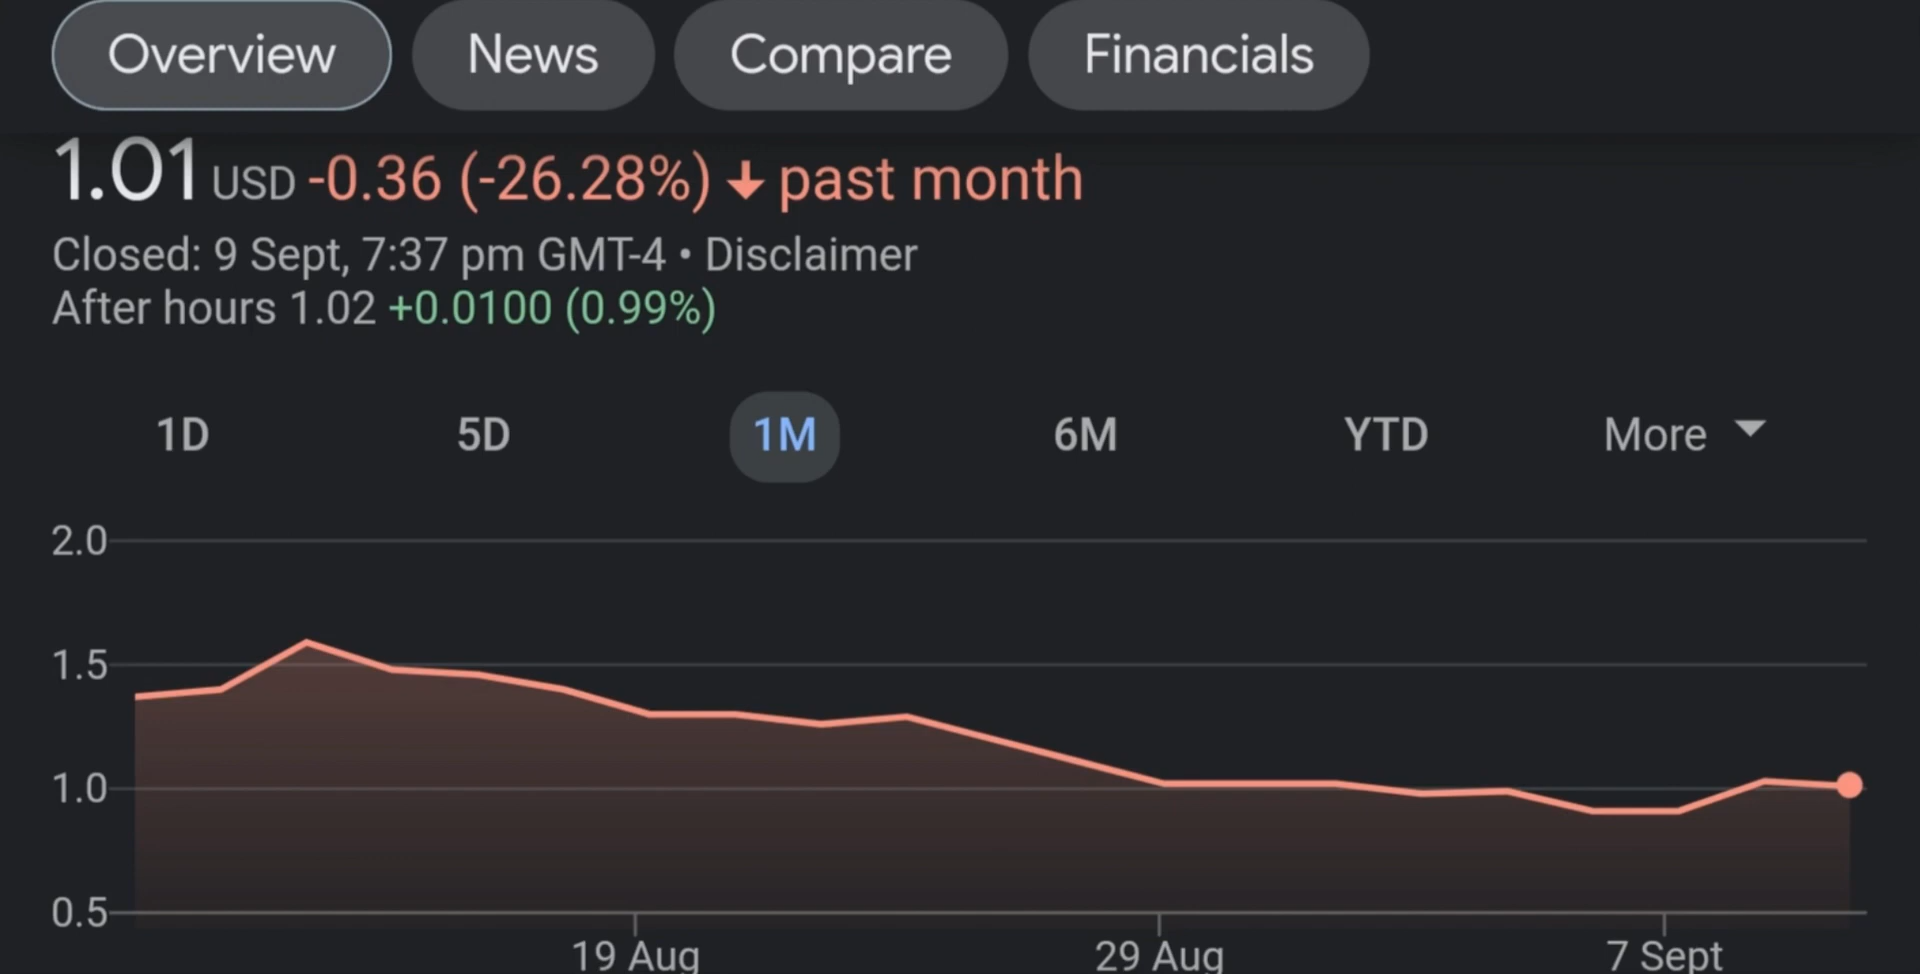 Overview News Compare Financials
1.01 USD -0.36 (-26.28%) ↓ past month
Closed: 9 Sept, 7:37 pm GMT-4 • Disclaimer
After hours 1.02 +0.0100 (0.99%)
1D 5D 1M 6M YTD More
2.0
1.5
1.0
0.5
19 Aug 29 Aug 7 Sept